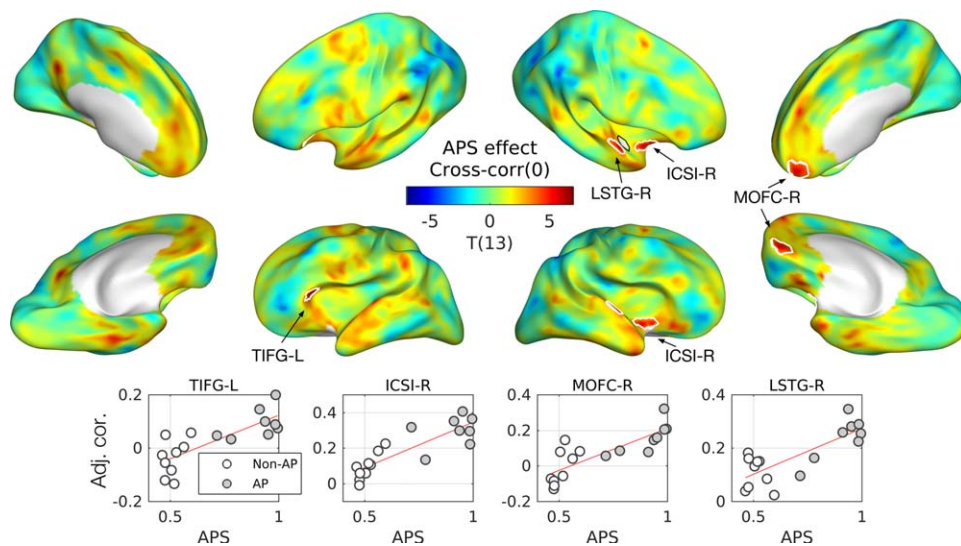 APS effect
Cross-corr(0)
-5 0 5
T(13)
LSTG-R
ICSI-R
MOFC-R
TIFG-L
ICSI-R
TIFG-L
ICSI-R
MOFC-R
LSTG-R
Adj. cor.
0.2
0
-0.2
Non-AP
AP
0.5 1
APS
0.4
0.2
0
0.5 1
APS
0.4
0.2
0
-0.2
0.5 1
APS
0.4
0.2
0
0.5 1
APS